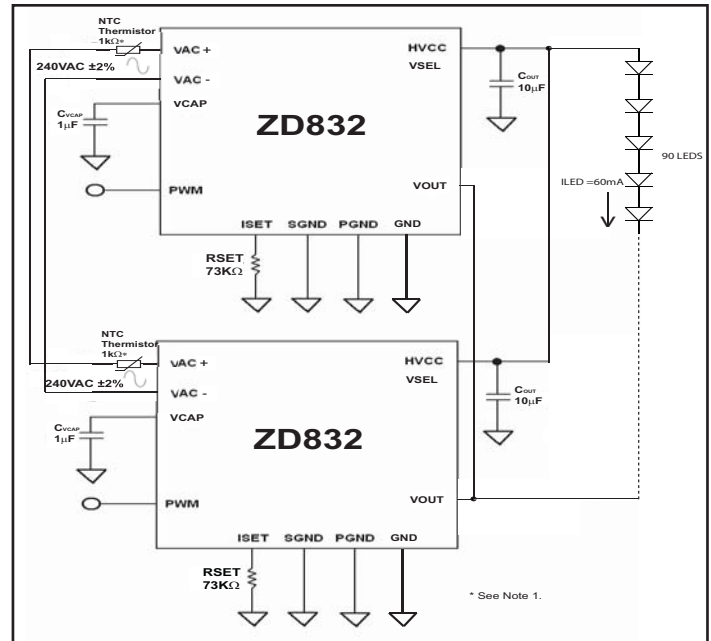 NTC
Thermistor
1kΩ*
240VAC ±2%
VAC +
VAC -
VCAP
CVCAP
1µF
PWM
ZD832
HVCC
VSEL
COUT
10µF
VOUT
ISET SGND PGND GND
RSET
73KΩ
90 LEDS
ILED =60mA
NTC
Thermistor
1kΩ*
240VAC ±2%
VAC +
VAC -
VCAP
CVCAP
1µF
PWM
ZD832
HVCC
VSEL
COUT
10µF
VOUT
ISET SGND PGND GND
RSET
73KΩ
* See Note 1.